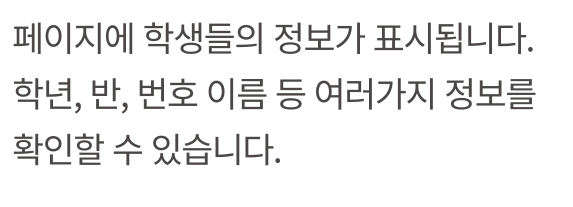 페이지에 학생들의 정보가 표시됩니다.
학년, 반, 번호 이름 등 여러가지 정보를
확인할 수 있습니다.